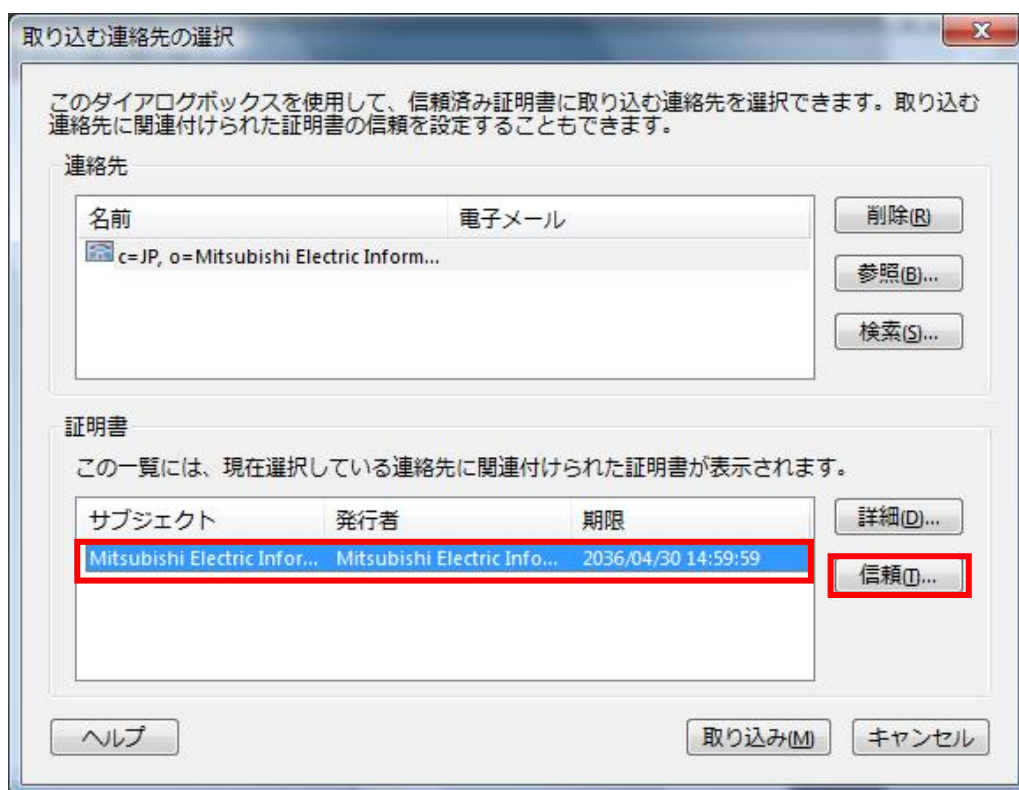 取り込む連絡先の選択
このダイアログボックスを使用して、信頼済み証明書に取り込む連絡先を選択できます。取り込む
連絡先に関連付けられた証明書の信頼を設定することもできます。
連絡先
名前 電子メール 削除(R)
c=JP, o=Mitsubishi Electric Inform...
参照(B)...
検索(S)...
証明書
この一覧には、現在選択している連絡先に関連付けられた証明書が表示されます。
サブジェクト 発行者 期限 詳細(D)...
Mitsubishi Electric Infor... Mitsubishi Electric Info... 2036/04/30 14:59:59
信頼(T)...
ヘルプ 取り込み(M) キャンセル